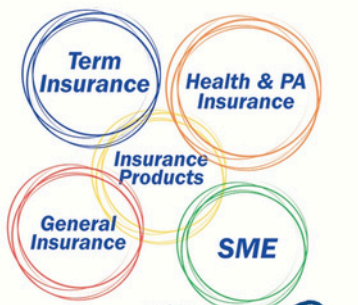 Term
Insurance
Health & PA
Insurance
Insurance
Products
General
Insurance
SME